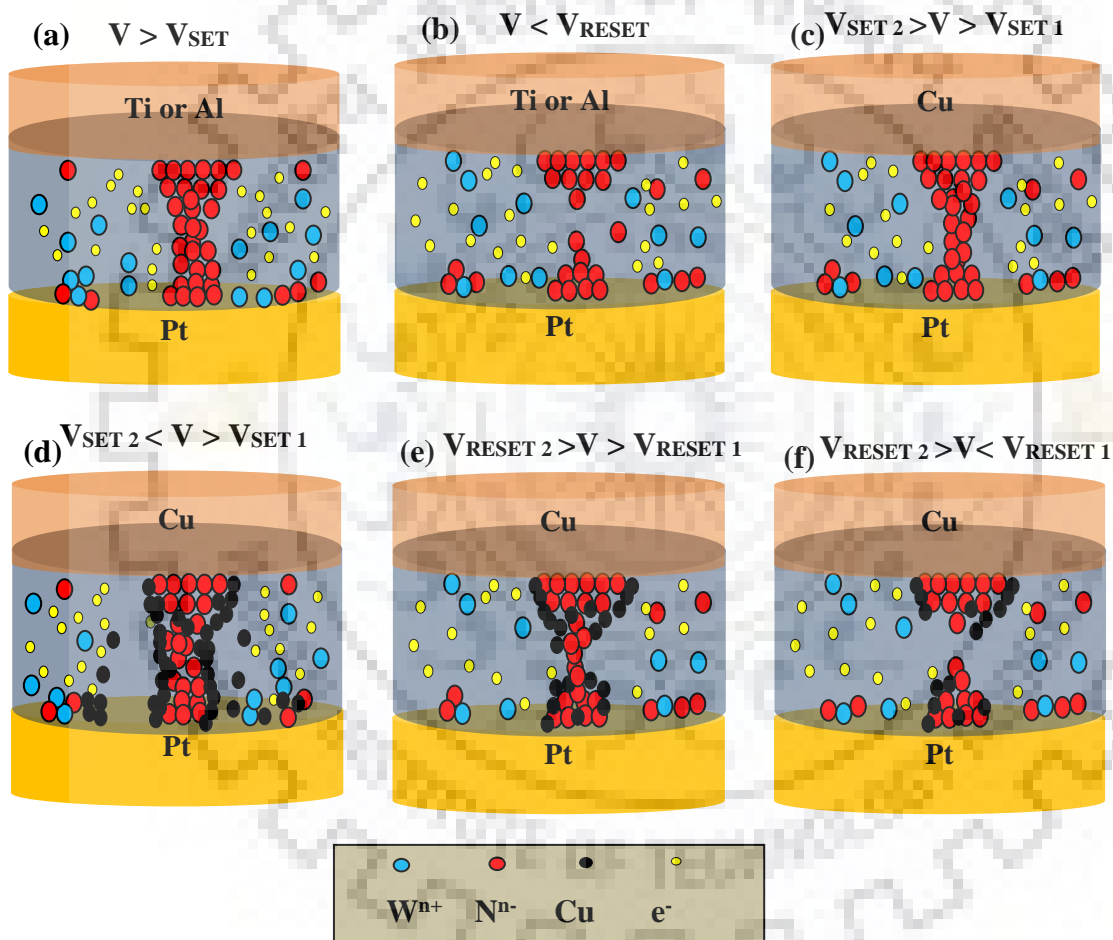 (a) V > VSET
(b) V < VRESET
(c) VSET 2 >V > VSET 1
Ti or Al
Ti or Al
Cu
Pt
Pt
Pt
(d) VSET 2 < V > VSET 1
(e) VRESET 2 >V > VRESET 1
(f) VRESET 2 >V< VRESET 1
Cu
Cu
Cu
Pt
Pt
Pt
Wn+ Nn- Cu e-